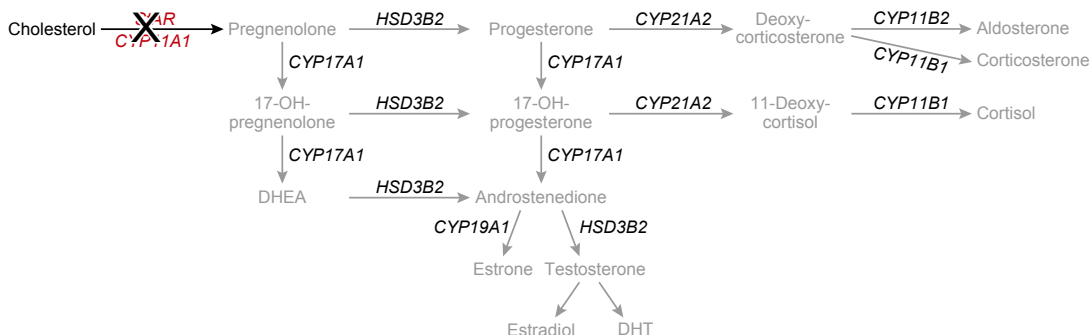 STAR
HSD3B2
CYP21A2
CYP11B2
Cholesterol
X
Pregnenolone
Progesterone
Deoxy-
corticosterone
Aldosterone
CYP11A1
CYP11B1
Corticosterone
CYP17A1
CYP17A1
17-OH-
pregnenolone
HSD3B2
17-OH-
progesterone
CYP21A2
11-Deoxy-
cortisol
CYP11B1
Cortisol
CYP17A1
CYP17A1
DHEA
HSD3B2
Androstenedione
CYP19A1
HSD3B2
Estrone
Testosterone
Estradiol
DHT